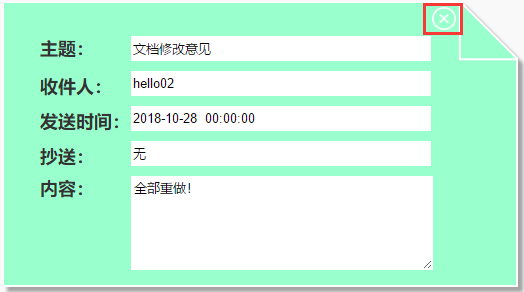 主题： 文档修改意见
收件人： hello02
发送时间： 2018-10-28 00:00:00
抄送： 无
内容： 全部重做!